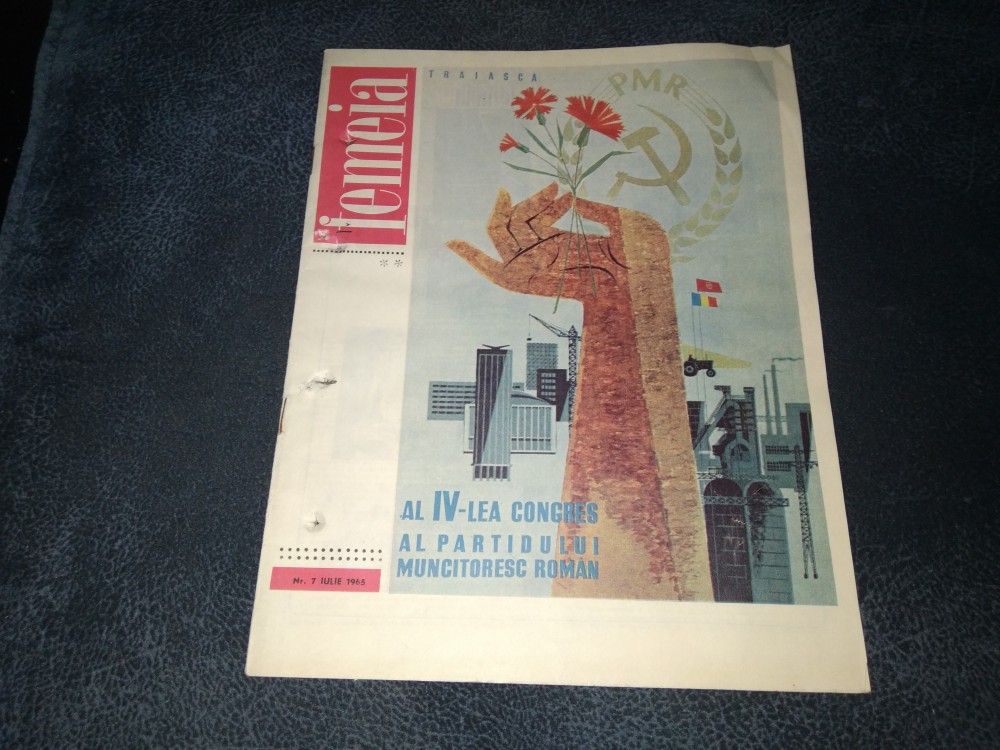 femeia
TRAIASCA
PMR
AL IV-LEA CONGRES
AL PARTIDULUI
MUNCITORESC ROMÂN
Nr. 7 IULIE 1965